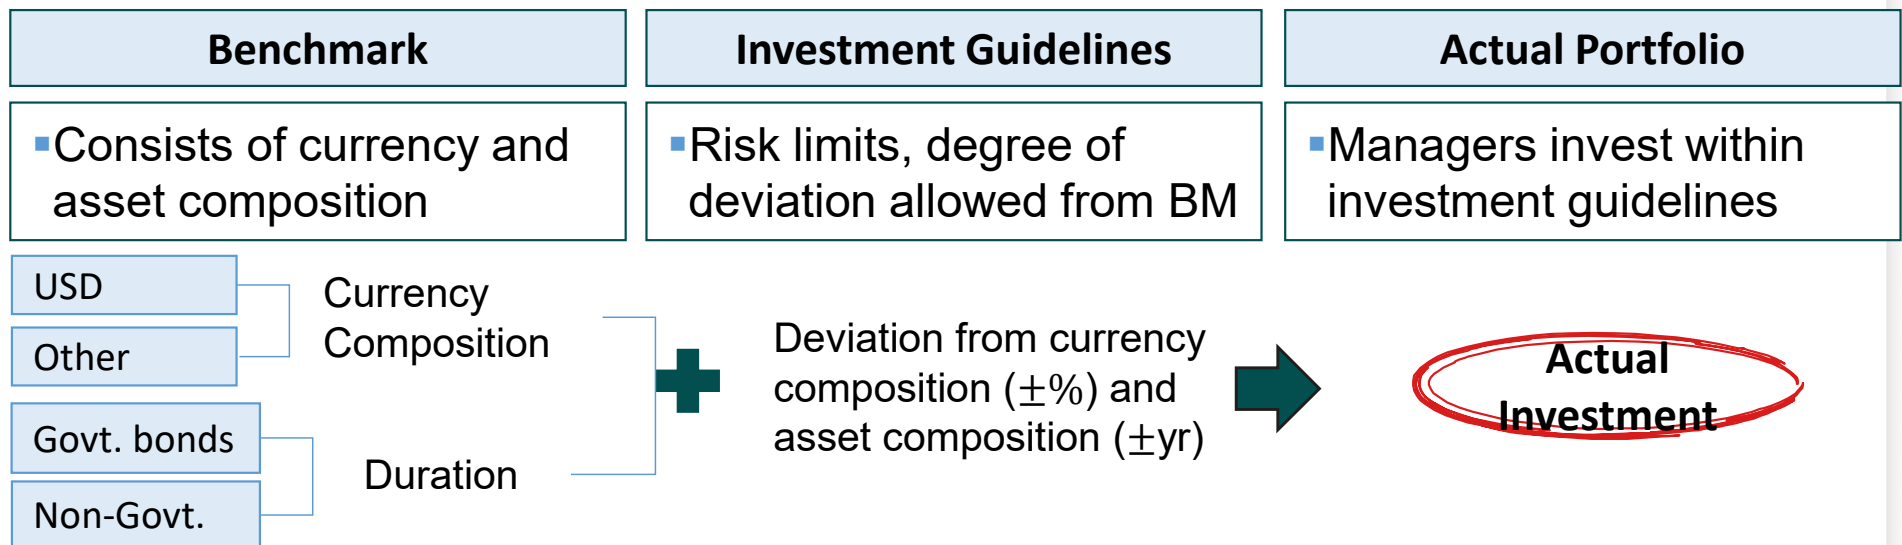 Benchmark
Investment Guidelines
Actual Portfolio
▪Consists of currency and
asset composition
▪Risk limits, degree of
deviation allowed from BM
▪Managers invest within
investment guidelines
USD
Other
Currency
Composition
Govt. bonds
Non-Govt.
Duration
Deviation from currency
composition (±%) and
asset composition (±yr)
Actual
Investment